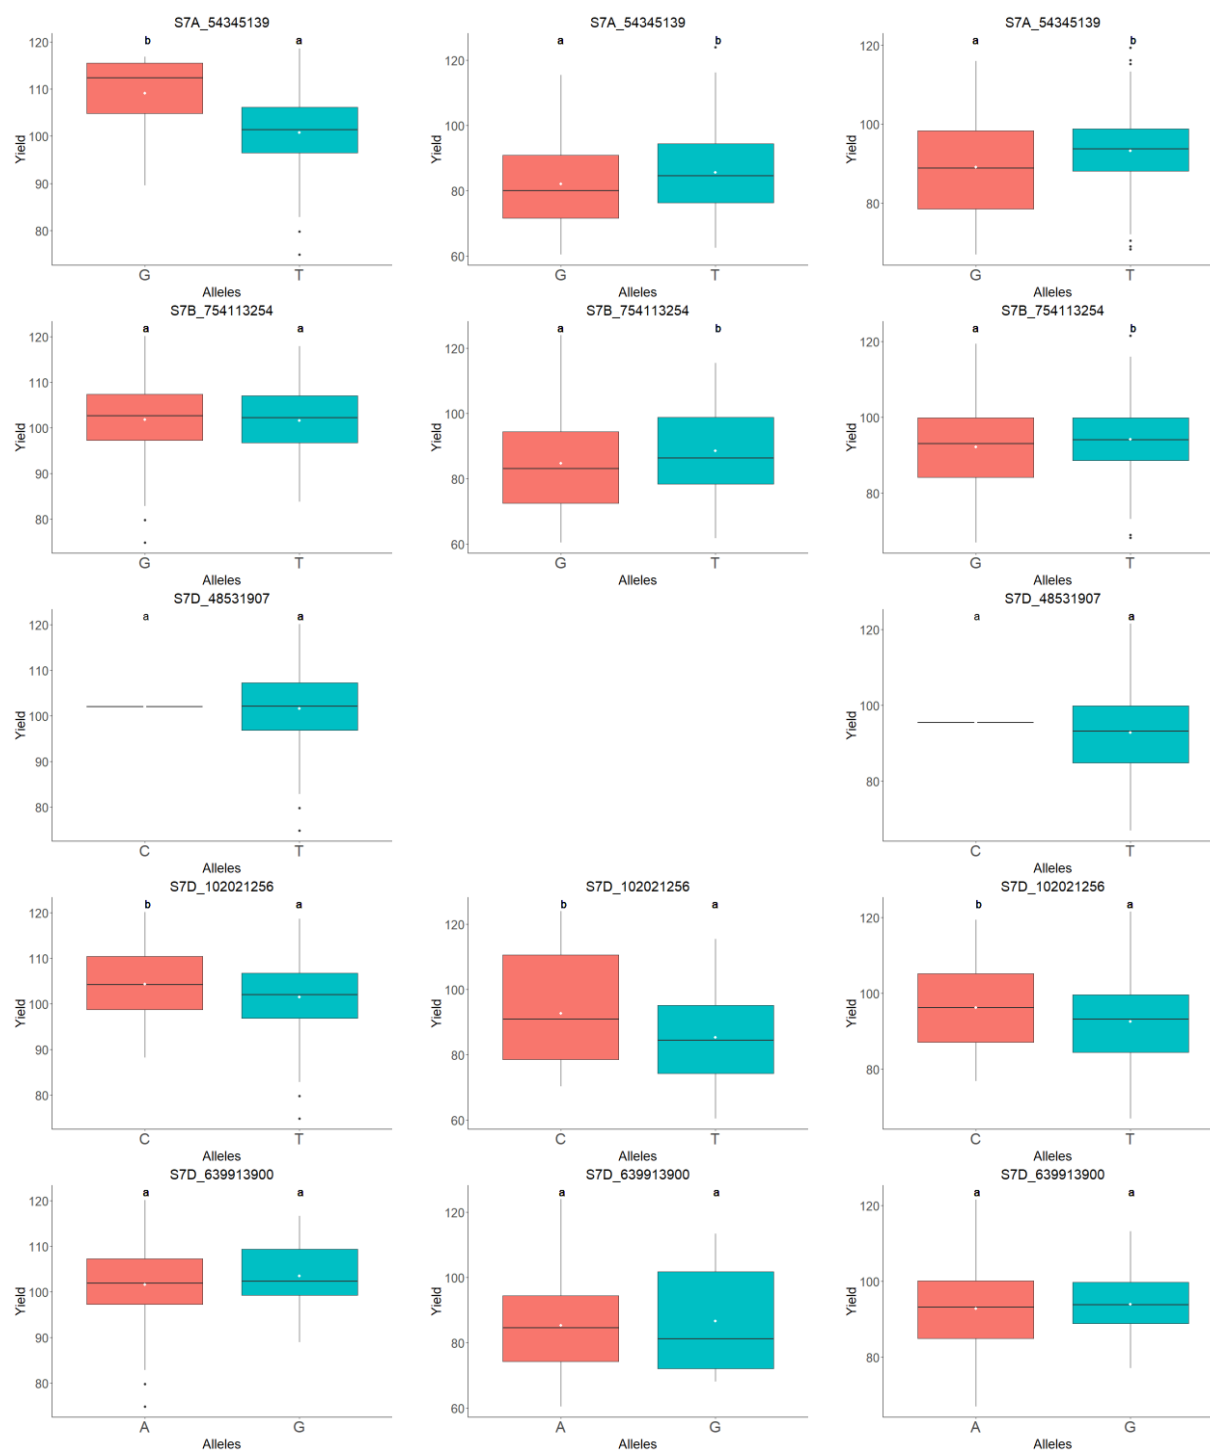 S7A_54345139
b a
120
110
100
90
80
Yield
G T
Alleles
S7A_54345139
a b
120
100
80
60
Yield
G T
Alleles
S7A_54345139
a b
120
100
80
Yield
G T
Alleles
S7B_754113254
a a
120
110
100
90
80
Yield
G T
Alleles
S7B_754113254
a b
120
100
80
60
Yield
G T
Alleles
S7B_754113254
a b
120
100
80
Yield
G T
Alleles
S7D_48531907
a a
120
110
100
90
80
Yield
C T
Alleles
S7D_48531907
a a
120
100
80
Yield
C T
Alleles
S7D_102021256
b a
120
110
100
90
80
Yield
C T
Alleles
S7D_102021256
b a
120
100
80
60
Yield
C T
Alleles
S7D_102021256
b a
120
100
80
Yield
C T
Alleles
S7D_639913900
a a
120
110
100
90
80
Yield
A G
Alleles
S7D_639913900
a a
120
100
80
60
Yield
A G
Alleles
S7D_639913900
a a
120
100
80
Yield
A G
Alleles